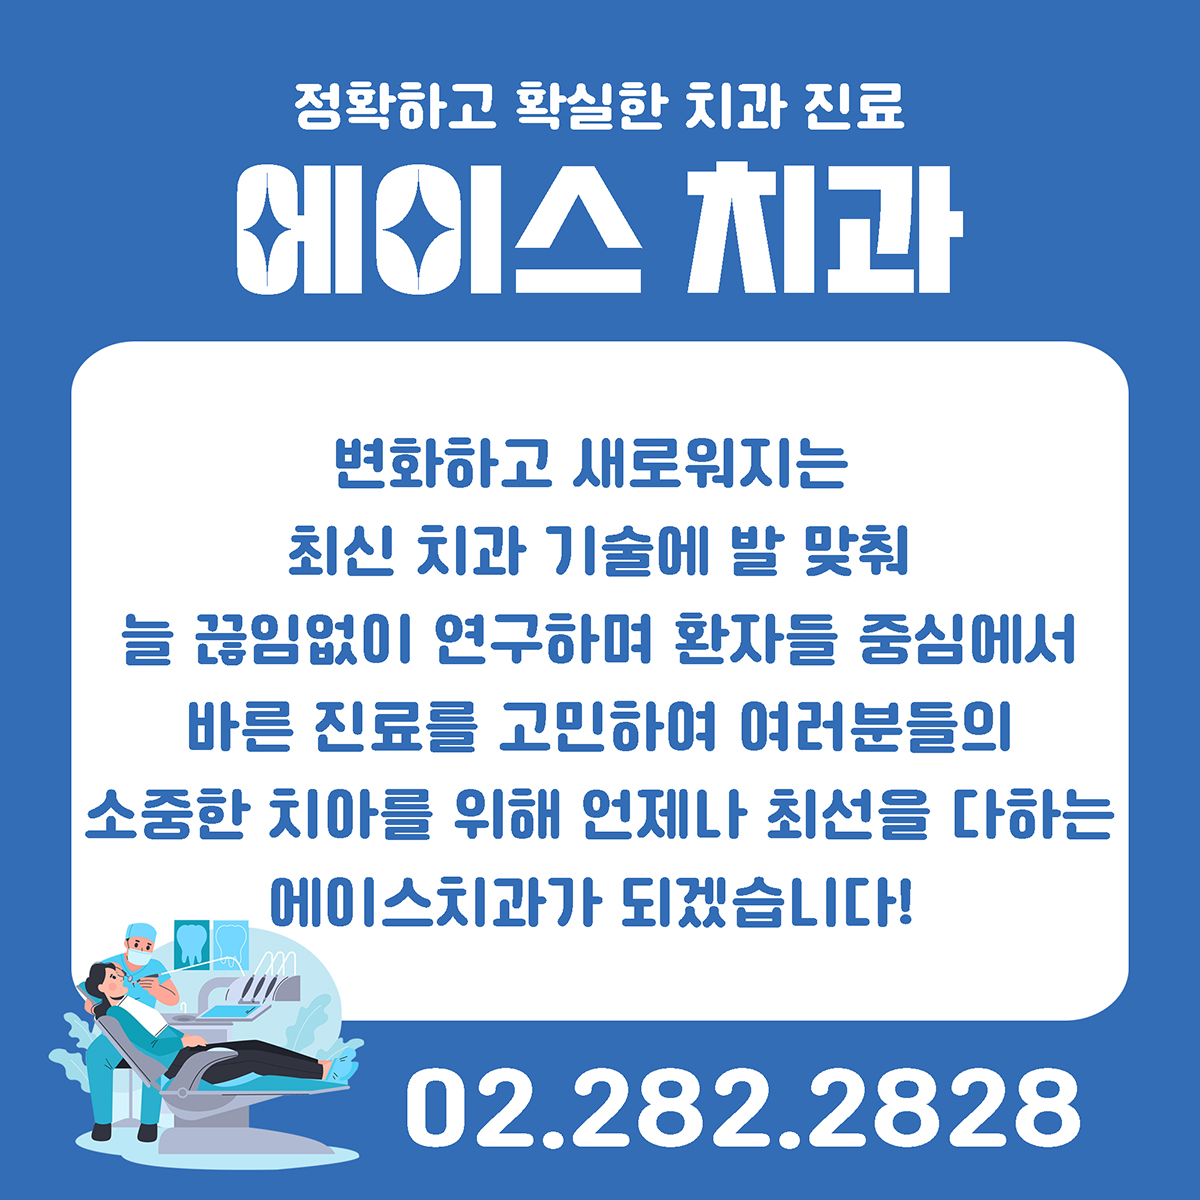 정확하고 확실한 치과 진료
에이스 치과
변화하고 새로워지는
최신 치과 기술에 발 맞춰
늘 끊임없이 연구하며 환자들 중심에서
바른 진료를 고민하여 여러분들의
소중한 치아를 위해 언제나 최선을 다하는
에이스치과가 되겠습니다!
02.282.2828